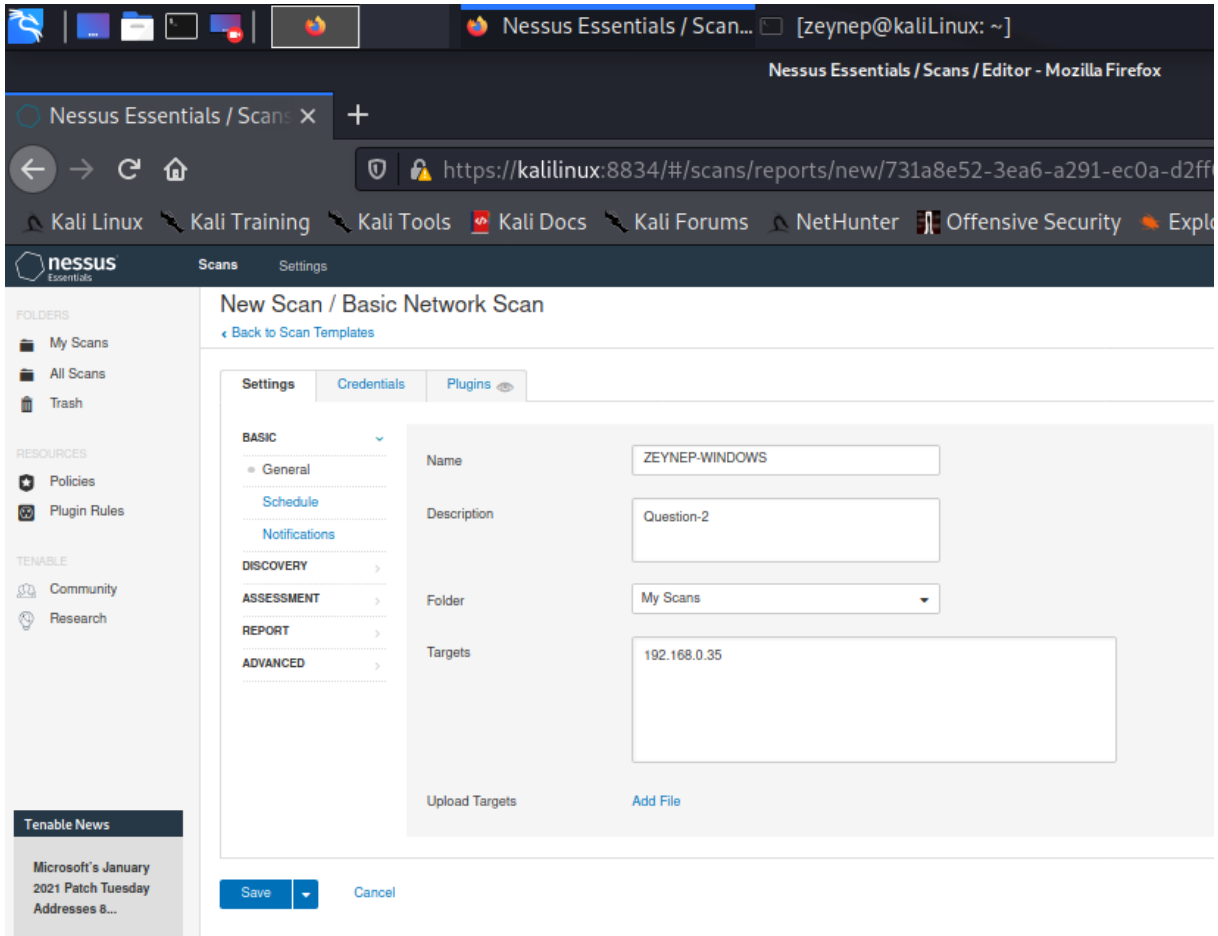 Nessus Essentials / Scan... [zeynep@kaliLinux: ~]
Nessus Essentials / Scans / Editor - Mozilla Firefox
Nessus Essentials / Scans
https://kalilinux:8834/#/scans/reports/new/731a8e52-3ea6-a291-ec0a-d2ff
Kali Linux Kali Training Kali Tools Kali Docs Kali Forums NetHunter Offensive Security Explo
nessus Essentials Scans Settings
FOLDERS
My Scans
All Scans
Trash
RESOURCES
Policies
Plugin Rules
TENABLE
Community
Research
Tenable News
Microsoft's January
2021 Patch Tuesday
Addresses 8...
New Scan / Basic Network Scan
‹ Back to Scan Templates
Settings Credentials Plugins
BASIC
General
Schedule
Notifications
DISCOVERY
ASSESSMENT
REPORT
ADVANCED
Name ZEYNEP-WINDOWS
Description Question-2
Folder My Scans
Targets 192.168.0.35
Upload Targets Add File
Save Cancel